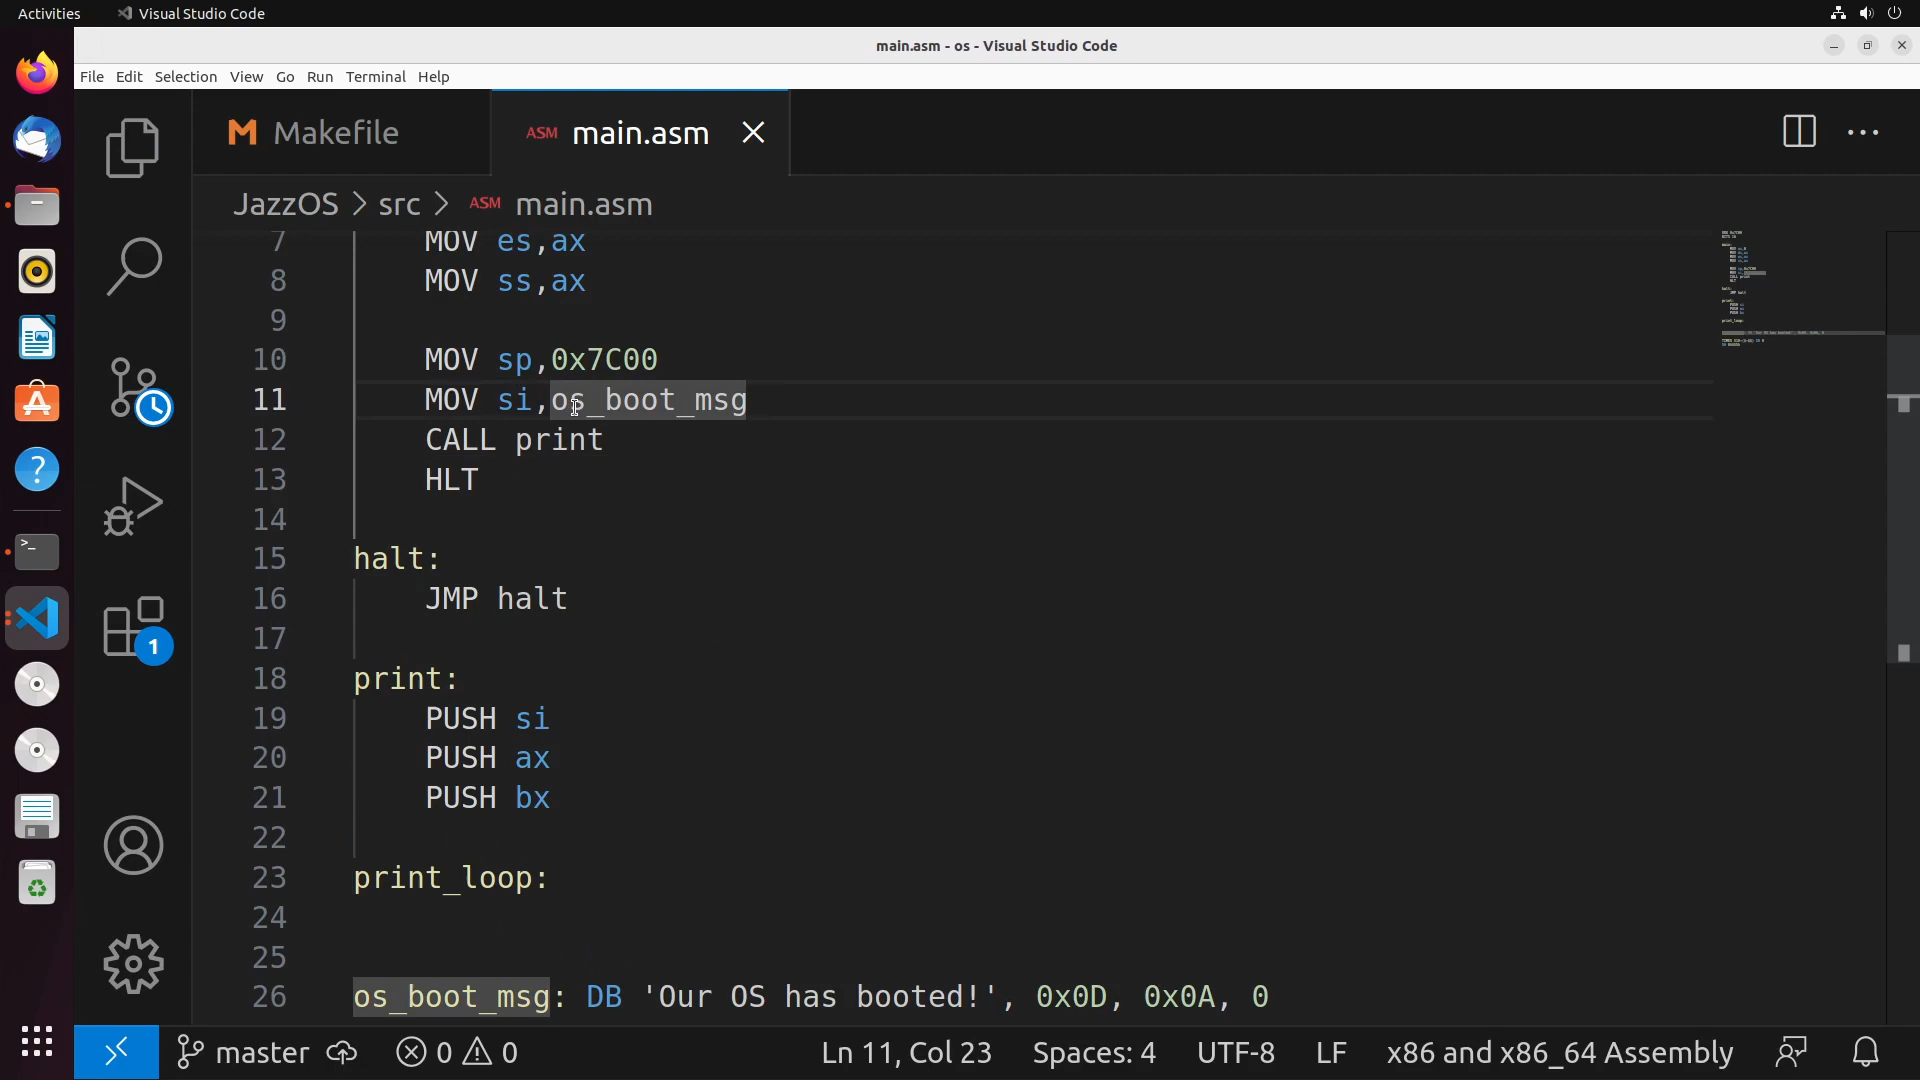 Activities Visual Studio Code
main.asm - os - Visual Studio Code
File Edit Selection View Go Run Terminal Help
Makefile ASM main.asm
JazzOS > src > ASM main.asm
7 MOV es,ax
8 MOV ss,ax
9
10 MOV sp,0x7C00
11 MOV si,os_boot_msg
12 CALL print
13 HLT
14
15 halt:
16 JMP halt
17
18 print:
19 PUSH si
20 PUSH ax
21 PUSH bx
22
23 print_loop:
24
25
26 os_boot_msg: DB 'Our OS has booted!', 0x0D, 0x0A, 0
1
master 0 0 Ln 11, Col 23 Spaces: 4 UTF-8 LF x86 and x86_64 Assembly